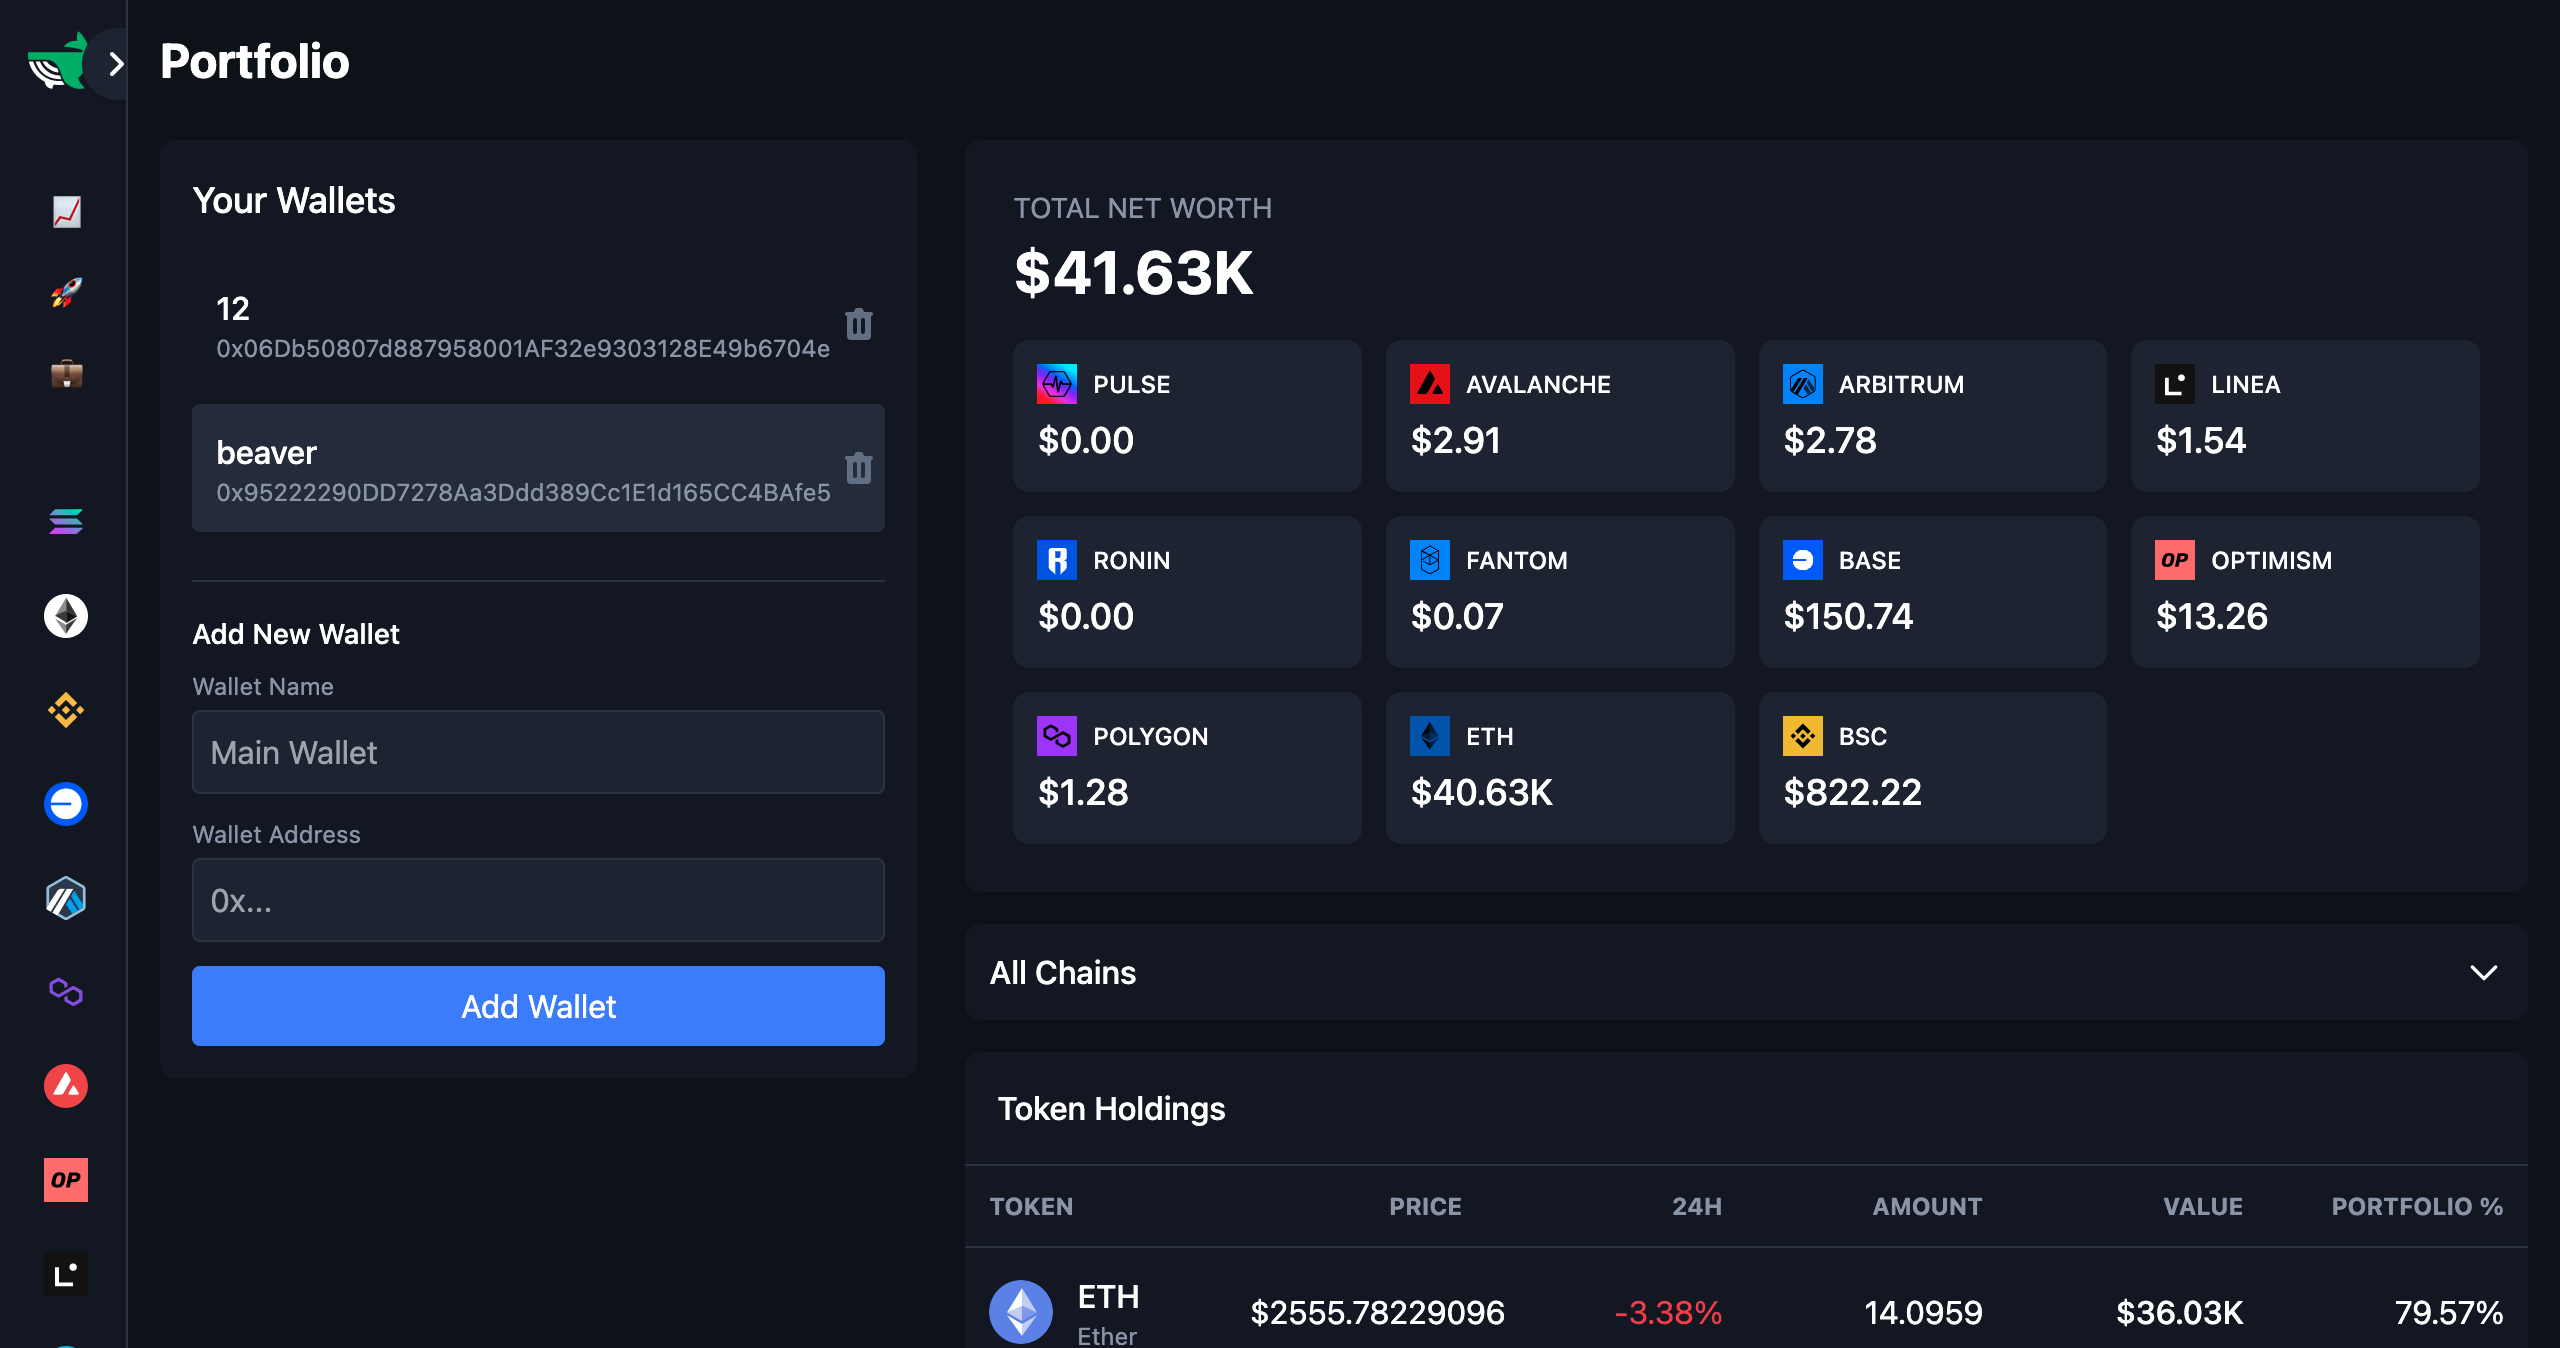 Portfolio
Your Wallets
12
0x06Db50807d887958001AF32e9303128E49b6704e
beaver
0x95222290DD7278Aa3Ddd389Cc1E1d165CC4BAfe5
Add New Wallet
Wallet Name
Main Wallet
Wallet Address
0x...
Add Wallet
TOTAL NET WORTH
$41.63K
PULSE
$0.00
AVALANCHE
$2.91
ARBITRUM
$2.78
LINEA
$1.54
RONIN
$0.00
FANTOM
$0.07
BASE
$150.74
OP OPTIMISM
$13.26
POLYGON
$1.28
ETH
$40.63K
BSC
$822.22
All Chains
Token Holdings
TOKEN PRICE 24H AMOUNT VALUE PORTFOLIO %
ETH
Ether
$2555.78229096 -3.38% 14.0959 $36.03K 79.57%
OP